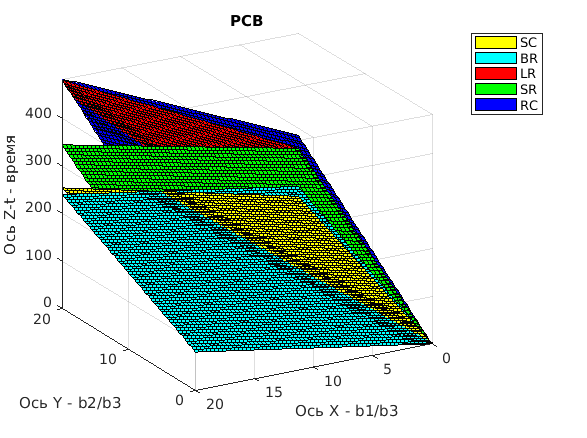 PCB
SC
BR
LR
SR
RC
Ось Z-t - время
400
300
200
100
0
20
10
0
Ось Y - b2/b3
20
15
10
5
0
Ось X - b1/b3